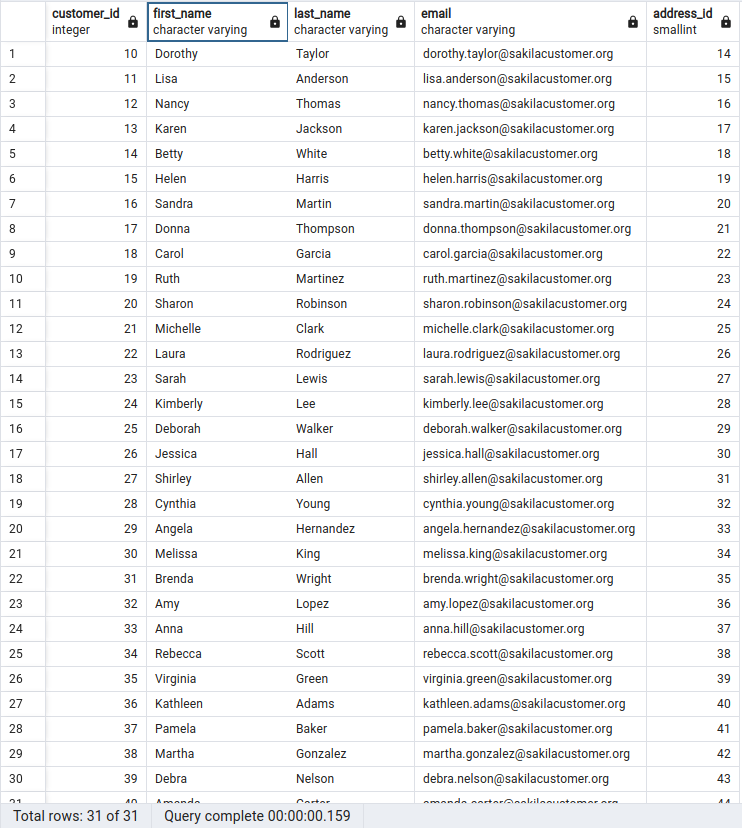 customer_id first_name last_name email address_id
integer character varying character varying character varying smallint
1 10 Dorothy Taylor dorothy.taylor@sakilacustomer.org 14
2 11 Lisa Anderson lisa.anderson@sakilacustomer.org 15
3 12 Nancy Thomas nancy.thomas@sakilacustomer.org 16
4 13 Karen Jackson karen.jackson@sakilacustomer.org 17
5 14 Betty White betty.white@sakilacustomer.org 18
6 15 Helen Harris helen.harris@sakilacustomer.org 19
7 16 Sandra Martin sandra.martin@sakilacustomer.org 20
8 17 Donna Thompson donna.thompson@sakilacustomer.org 21
9 18 Carol Garcia carol.garcia@sakilacustomer.org 22
10 19 Ruth Martinez ruth.martinez@sakilacustomer.org 23
11 20 Sharon Robinson sharon.robinson@sakilacustomer.org 24
12 21 Michelle Clark michelle.clark@sakilacustomer.org 25
13 22 Laura Rodriguez laura.rodriguez@sakilacustomer.org 26
14 23 Sarah Lewis sarah.lewis@sakilacustomer.org 27
15 24 Kimberly Lee kimberly.lee@sakilacustomer.org 28
16 25 Deborah Walker deborah.walker@sakilacustomer.org 29
17 26 Jessica Hall jessica.hall@sakilacustomer.org 30
18 27 Shirley Allen shirley.allen@sakilacustomer.org 31
19 28 Cynthia Young cynthia.young@sakilacustomer.org 32
20 29 Angela Hernandez angela.hernandez@sakilacustomer.org 33
21 30 Melissa King melissa.king@sakilacustomer.org 34
22 31 Brenda Wright brenda.wright@sakilacustomer.org 35
23 32 Amy Lopez amy.lopez@sakilacustomer.org 36
24 33 Anna Hill anna.hill@sakilacustomer.org 37
25 34 Rebecca Scott rebecca.scott@sakilacustomer.org 38
26 35 Virginia Green virginia.green@sakilacustomer.org 39
27 36 Kathleen Adams kathleen.adams@sakilacustomer.org 40
28 37 Pamela Baker pamela.baker@sakilacustomer.org 41
29 38 Martha Gonzalez martha.gonzalez@sakilacustomer.org 42
30 39 Debra Nelson debra.nelson@sakilacustomer.org 43
31 40 Amanda Carter amanda.carter@sakilacustomer.org 44
Total rows: 31 of 31 Query complete 00:00:00.159